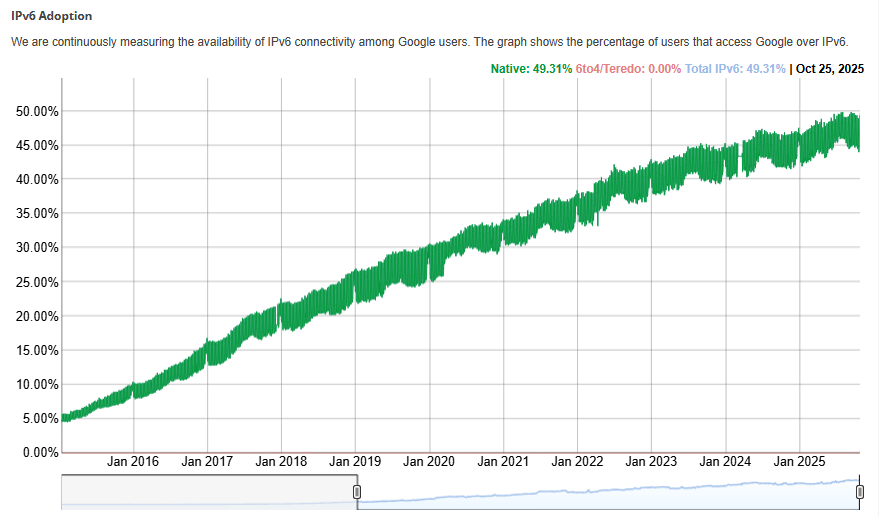 IPv6 Adoption
We are continuously measuring the availability of IPv6 connectivity among Google users. The graph shows the percentage of users that access Google over IPv6.
Native: 49.31% 6to4/Teredo: 0.00% Total IPv6: 49.31% | Oct 25, 2025
50.00%
45.00%
40.00%
35.00%
30.00%
25.00%
20.00%
15.00%
10.00%
5.00%
0.00%
Jan 2016 Jan 2017 Jan 2018 Jan 2019 Jan 2020 Jan 2021 Jan 2022 Jan 2023 Jan 2024 Jan 2025